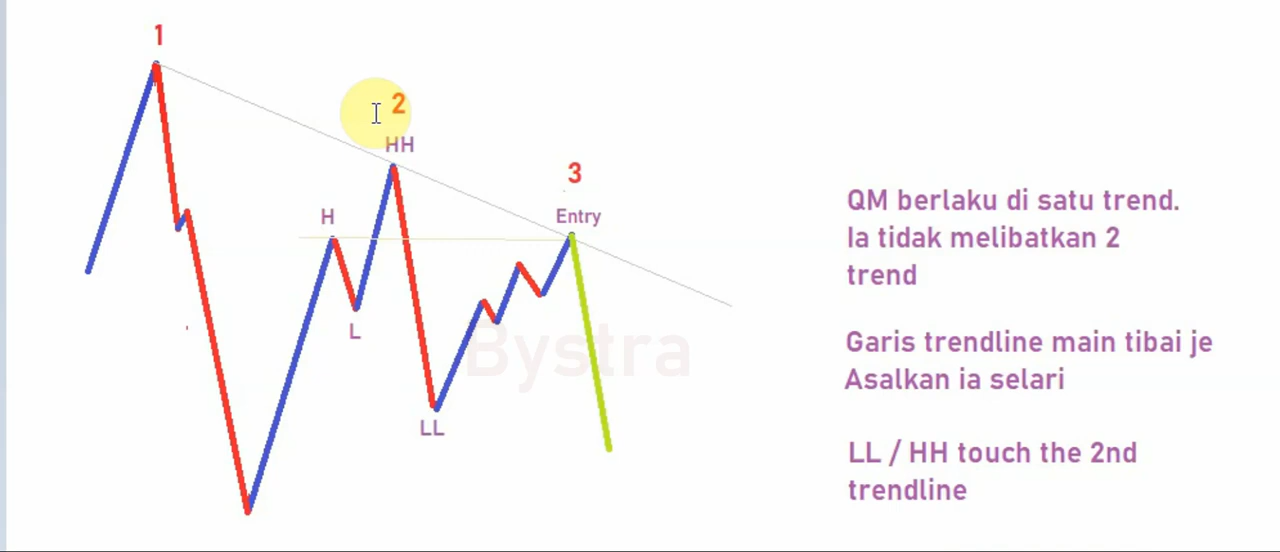 1
2
HH
3
H
Entry
L
LL
Bystra
QM berlaku di satu trend.
Ia tidak melibatkan 2
trend
Garis trendline main tibai je
Asalkan ia selari
LL / HH touch the 2nd
trendline